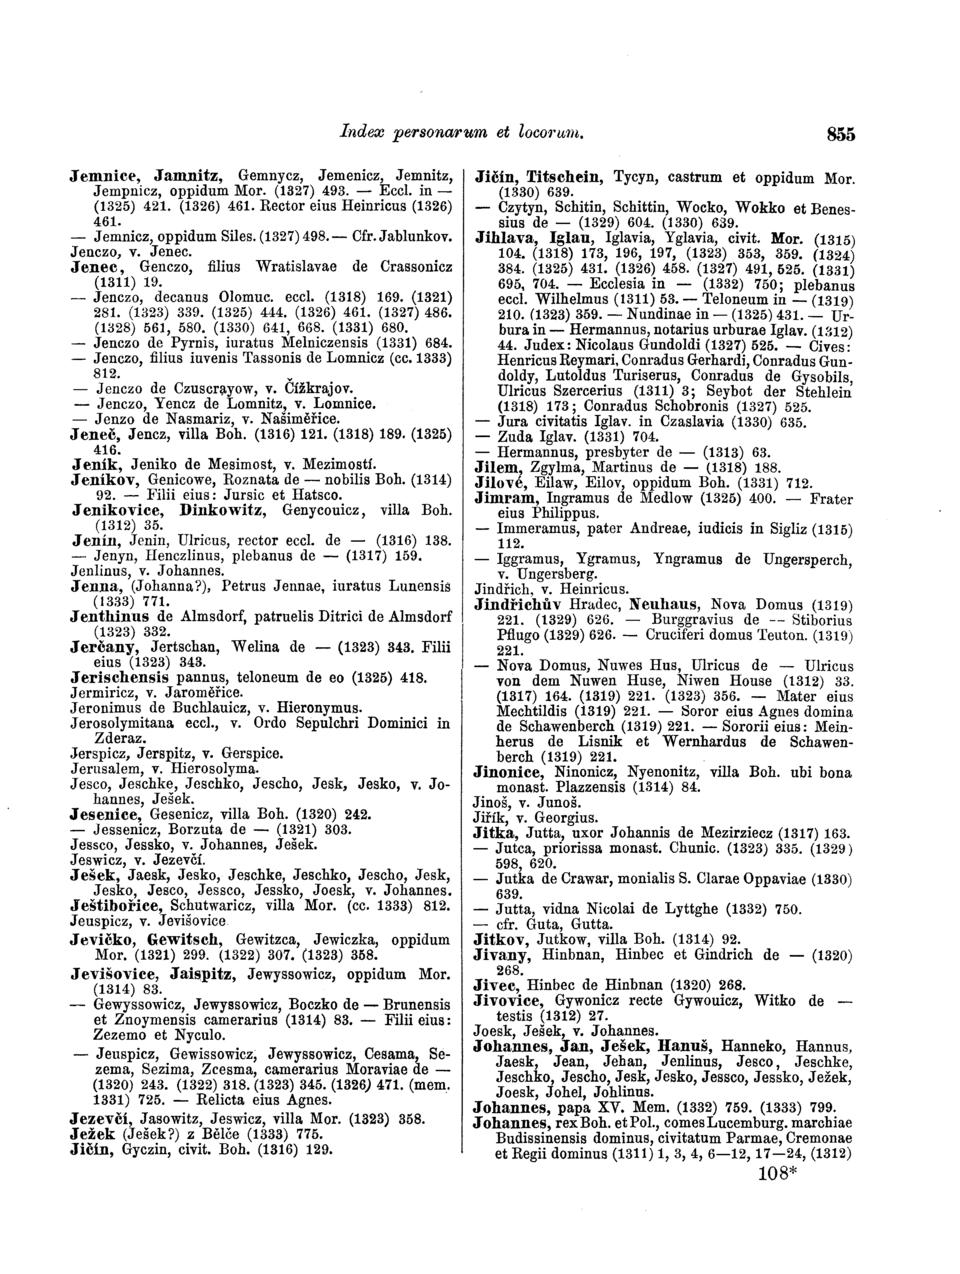 Index personarum et locorum. 855
Jemnice, Jamnitz, Gemnycz, Jemenicz, Jemnitz,
Jempnicz, oppidum Mor. (1327) 493. — Eccl. in —
(1325) 421. (1326) 461. Rector eius Heinricus (1326)
461.
— Jemnicz, oppidum Siles. (1327) 498. — Cfr. Jablunkov.
Jenczo, v. Jenec.
Jenec, Genczo, filius Wratislavae de Crassonicz
(1311) 19.
— Jenczo, decanus Olomuc. eccl. (1318) 169. (1321)
281. (1323) 339. (1325) 444. (1326) 461. (1327) 486.
(1328) 561, 580. (1330) 641, 668. (1331) 680.
— Jenczo de Pyrnis, iuratus Melniczensis (1331) 684.
— Jenczo, filius iuvenis Tassonis de Lomnicz (cc. 1333)
812.
— Jenczo de Czuscrayow, v. Čížkrajov.
— Jenczo, Yencz de Lomnitz, v. Lomnice.
— Jenzo de Nasmariz, v. Našiměřice.
Jeneč, Jencz, villa Boh. (1316) 121. (1318) 189. (1325)
416.
Jeník, Jeniko de Mesimost, v. Mezimostí.
Jeníkov, Genicowe, Roznata de — nobilis Boh. (1314)
92. — Filii eius: Jursic et Hatsco.
Jenikovice, Dinkowitz, Genycouicz, villa Boh.
(1312) 35.
Jenín, Jenin, Ulricus, rector eccl. de — (1316) 138.
— Jenyn, Henczlinus, plebanus de — (1317) 159.
Jenlinus, v. Johannes.
Jenna, (Johanna?), Petrus Jennae, iuratus Lunensis
(1333) 771.
Jenthinus de Almsdorf, patruelis Ditrici de Almsdorf
(1323) 332.
Jerčany, Jertschan, Welina de — (1323) 343. Filii
eius (1323) 343.
Jerischensis pannus, teloneum de eo (1325) 418.
Jermiricz, v. Jaroměřice.
Jeronimus de Buchlauicz, v. Hieronymus.
Jerosolymitana eccl., v. Ordo Sepulchri Dominici in
Zderaz.
Jerspicz, Jerspitz, v. Gerspice.
Jerusalem, v. Hierosolyma.
Jesco, Jeschke, Jeschko, Jescho, Jesk, Jesko, v. Jo-
hannes, Ješek.
Jesenice, Gesenicz, villa Boh. (1320) 242.
— Jessenicz, Borzuta de — (1321) 303.
Jessco, Jessko, v. Johannes, Ješek.
Jeswicz, v. Jezevčí.
Ješek, Jaesk, Jesko, Jeschke, Jeschko, Jescho, Jesk,
Jesko, Jesco, Jessco, Jessko, Joesk, v. Johannes.
Ještibořice, Schutwaricz, villa Mor. (cc. 1333) 812.
Jeuspicz, v. Jevišovice
Jevíčko, Gewitsch, Gewitzca, Jewiczka, oppidum
Mor. (1321) 299. (1322) 307. (1323) 358.
Jevišovice, Jaispitz, Jewyssowicz, oppidum Mor.
(1314) 83.
— Gewyssowicz, Jewyssowicz, Boczko de — Brunensis
et Znoymensis camerarius (1314) 83. — Filii eius:
Zezemo et Nyculo.
— Jeuspicz, Gewissowicz, Jewyssowicz, Cesama, Se-
zema, Sezima, Zcesma, camerarius Moraviae de —
(1320) 243. (1322) 318. (1323) 345. (1326) 471. (mem.
1331) 725. — Relicta eius Agnes.
Jezevčí, Jasowitz, Jeswicz, villa Mor. (1323) 358.
Ježek (Ješek?) z Bělče (1333) 775.
Jičín, Gyczin, civit. Boh. (1316) 129.
Jičín, Titschein, Tycyn, castrum et oppidum Mor.
(1330) 639.
— Czytyn, Schitin, Schittin, Wocko, Wokko et Benes-
sius de — (1329) 604. (1330) 639.
Jihlava, Iglau, Iglavia, Yglavia, civit. Mor. (1315)
104. (1318) 173, 196, 197, (1323) 353, 359. (1324)
384. (1325) 431. (1326) 458. (1327) 491, 525. (1331)
695, 704. — Ecclesia in — (1332) 750; plebanus
eccl. Wilhelmus (1311) 53. — Teloneum in — (1319)
210. (1323) 359. — Nundinae in — (1325) 431. — Ur-
bura in — Hermannus, notarius urburae Iglav. (1312)
44. Judex: Nicolaus Gundoldi (1327) 525. — Cives:
Henricus Reymari, Conradus Gerhardi, Conradus Gun-
doldy, Lutoldus Turiserus, Conradus de Gysobils,
Ulricus Szercerius (1311) 3; Seybot der Stehlein
(1318) 173; Conradus Schobronis (1327) 525.
— Jura civitatis Iglav. in Czaslavia (1330) 635.
— Zuda Iglav. (1331) 704.
— Hermannus, presbyter de — (1313) 63.
Jilem, Zgylma, Martinus de — (1318) 188.
Jilové, Eilaw, Eilov, oppidum Boh. (1331) 712.
Jimram, Ingramus de Medlow (1325) 400. — Frater
eius Philippus.
— Immeramus, pater Andreae, iudicis in Sigliz (1315)
112.
— Iggramus, Ygramus, Yngramus de Ungersperch,
v. Ungersberg.
Jindřich, v. Heinricus.
Jindřichův Hradec, Neuhaus, Nova Domus (1319)
221. (1329) 626. — Burggravius de — Stiborius
Pflugo (1329) 626. — Cruciferi domus Teuton. (1319)
221.
— Nova Domus, Nuwes Hus, Ulricus de — Ulricus
von dem Nuwen Huse, Niwen House (1312) 33.
(1317) 164. (1319) 221. (1323) 356. — Mater eius
Mechtildis (1319) 221. — Soror eius Agnes domina
de Schawenberch (1319) 221. — Sororii eius: Mein-
herus de Lisnik et Wernhardus de Schawen-
berch (1319) 221.
Jinonice, Ninonicz, Nyenonitz, villa Boh. ubi bona
monast. Plazzensis (1314) 84.
Jinoš, v. Junoš.
Jiřík, v. Georgius.
Jitka, Jutta, uxor Johannis de Mezirziecz (1317) 163.
— Jutca, priorissa monast. Chunic. (1323) 335. (1329)
598, 620.
— Jutka de Crawar, monialis S. Clarae Oppaviae (1330)
639.
— Jutta, vidna Nicolai de Lyttghe (1332) 750.
— cfr. Guta, Gutta.
Jitkov, Jutkow, villa Boh. (1314) 92.
Jivany, Hinbnan, Hinbec et Gindrich de — (1320)
268.
Jivec, Hinbec de Hinbnan (1320) 268.
Jivovice, Gywonicz recte Gywouicz, Witko de —
testis (1312) 27.
Joesk, Ješek, v. Johannes.
Johannes, Jan, Ješek, Hanuš, Hanneko, Hannus,
Jaesk, Jean, Jehan, Jenlinus, Jesco, Jeschke,
Jeschko, Jescho, Jesk, Jesko, Jessco, Jessko, Ježek,
Joesk, Johel, Johlinus.
Johannes, papa XV. Mem. (1332) 759. (1333) 799.
Johannes, rex Boh. et Pol., comes Lucemburg. marchiae
Budissinensis dominus, civitatum Parmae, Cremonae
et Regii dominus (1311) 1, 3, 4, 6—12, 17—24, (1312)
108*